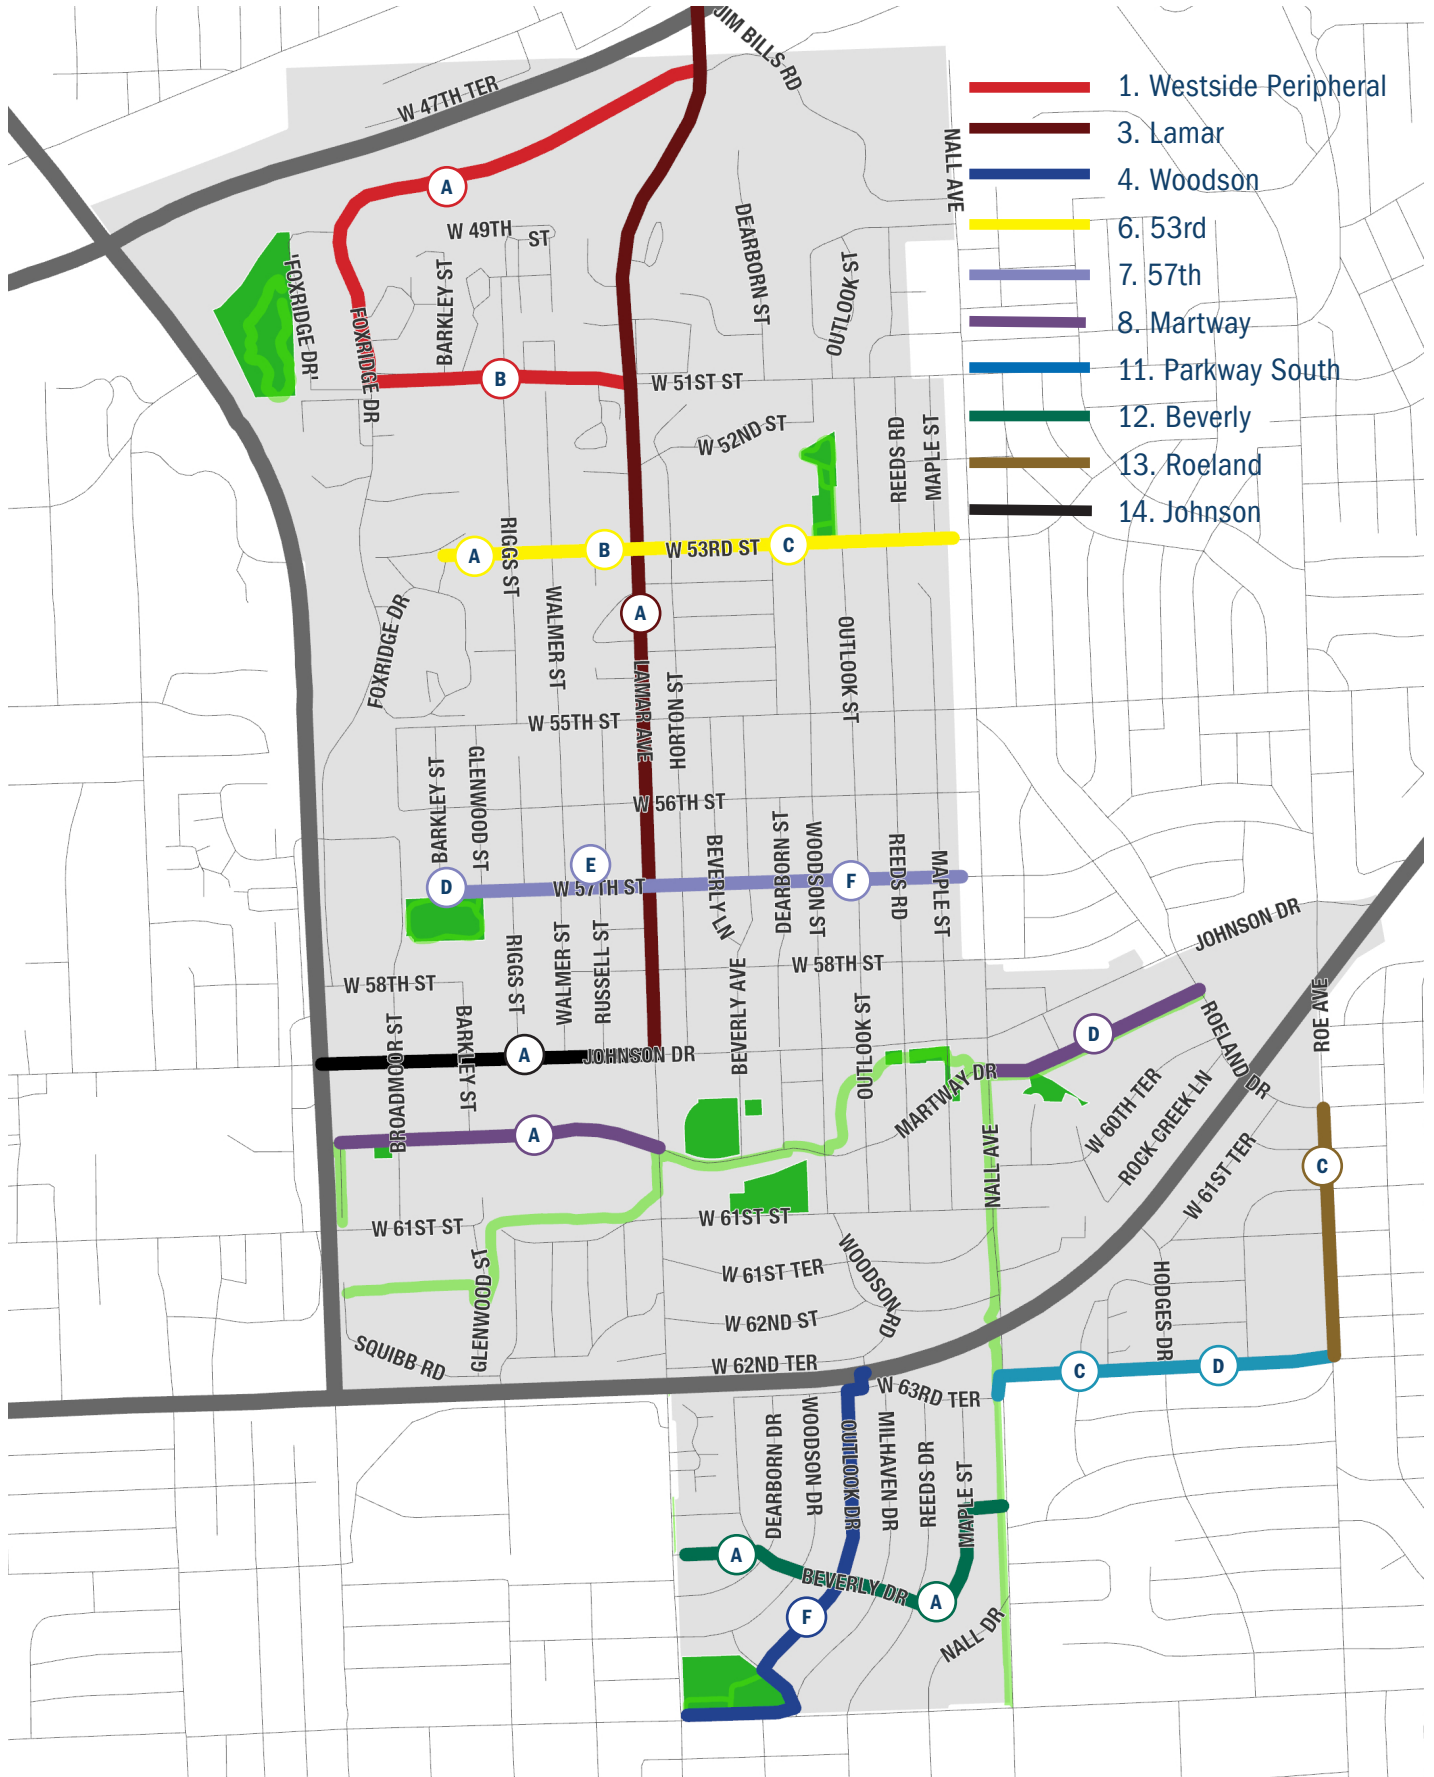 JIM BILLS RD
W 47TH TER
1. Westside Peripheral
3. Lamar
NALL AVE
4. Woodson
A
6. 53rd
W 49TH ST
DEARBORN ST
'FOXRIDGE DR'
BARKLEY ST
OUTLOOK ST
7. 57th
8. Martway
FOXRIDGE DR
B
W 51ST ST
11. Parkway South
12. Beverly
W 52ND ST
REEDS RD
MAPLE ST
13. Roeland
14. Johnson
RIGGS ST
A
B
W 53RD ST
C
WALMER ST
A
FOXRIDGE DR
OUTLOOK ST
LAMAR AVE
HORTON ST
W 55TH ST
BARKLEY ST
GLENWOOD ST
W 56TH ST
D
E
W 57TH ST
BEVERLY LN
DEARBORN ST
WOODSON ST
F
REEDS RD
MAPLE ST
JOHNSON DR
W 58TH ST
RIGGS ST
WALMER ST
RUSSELL ST
BEVERLY AVE
W 58TH ST
OUTLOOK ST
ROE AVE
BROADMOOR ST
BARKLEY ST
A
JOHNSON DR
D
ROELAND DR
MARTWAY DR
W 60TH TER
ROCK CREEK LN
A
NALL AVE
W 61ST TER
C
W 61ST ST
W 61ST ST
GLENWOOD ST
W 61ST TER
WOODSON RD
HODGES DR
W 62ND ST
SQUIBB RD
W 62ND TER
W 63RD TER
C
D
DEARBORN DR
WOODSON DR
OUTLOOK DR
MILHAVEN DR
REEDS DR
MAPLE ST
A
BEVERLY DR
A
F
NALL DR